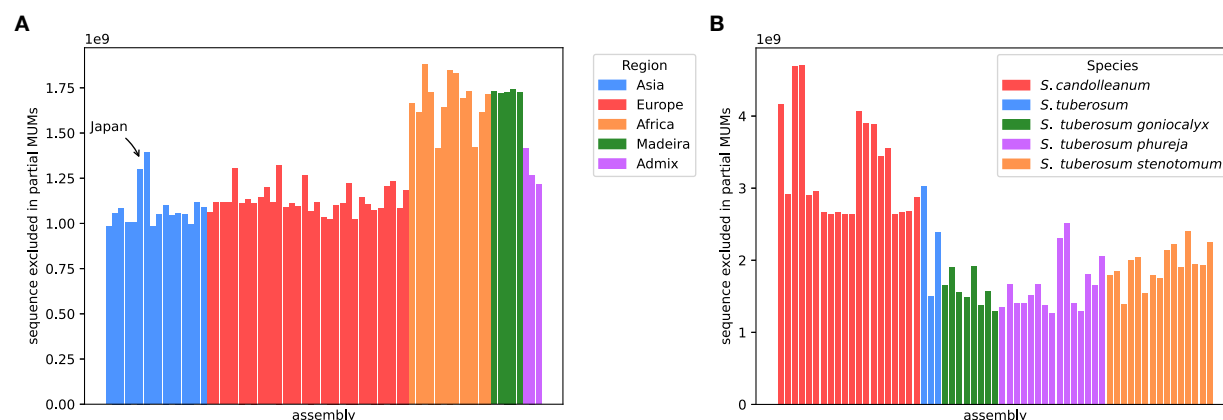 A
1e9
sequence excluded in partial MUMs
1.75
1.50
1.25
1.00
0.75
0.50
0.25
0.00
Japan
assembly
Region
Asia
Europe
Africa
Madeira
Admix
B
1e9
sequence excluded in partial MUMs
4
3
2
1
0
assembly
Species
S. candolleanum
S. tuberosum
S. tuberosum goniocalyx
S. tuberosum phureja
S. tuberosum stenotomum